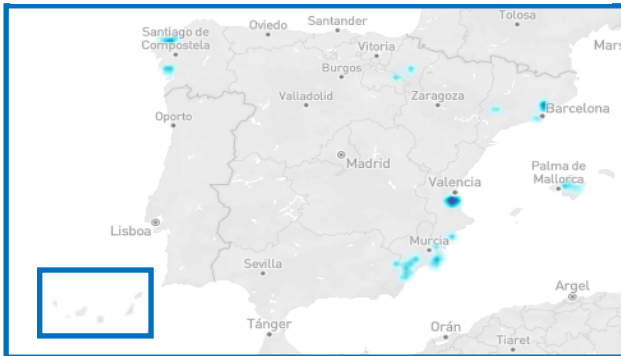 Tolosa
Santander
Oviedo
Santiago de
Compostela
Vitoria
Burgos
Valladolid
Zaragoza
Barcelona
Oporto
Madrid
Palma de
Mallorca
Valencia
Lisboa
Murcia
Sevilla
Argel
Tánger
Orán
Tiaret
Mars